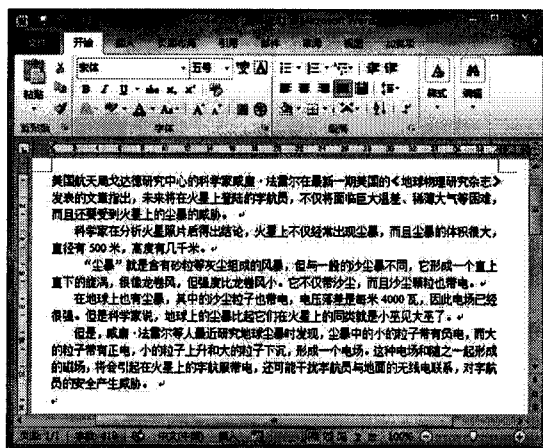 开始
宋体 五号
粘贴
样式 编辑
剪贴板 字体 段落
美国航天局戈达德研究中心的科学家威廉·法雷尔在最新一期美国的《地球物理研究杂志》
发表的文章指出，未来将在火星上登陆的宇航员，不仅将面临巨大温差、稀薄大气等困难，
而且还要受到火星上的尘暴的威胁。
科学家在分析火星照片后得出结论，火星上不仅经常出现尘暴，而且尘暴的体积很大，
直径有 500 米，高度有几千米。
“尘暴”就是含有砂粒等灰尘组成的风暴，但与一般的沙尘暴不同，它形成一个直上
直下的旋涡，很像龙卷风，但强度比龙卷风小。它不仅带沙尘，而且沙尘颗粒也带电。
在地球上也有尘暴，其中的沙尘粒子也带电，电压落差是每米 4000 瓦，因此电场已经
很强。但是科学家说，地球上的尘暴比起它们在火星上的同类就是小巫见大巫了。
但是，威廉·法雷尔等人最近研究地球尘暴时发现，尘暴中的小的粒子带有负电，而大
的粒子带有正电，小的粒子上升和大的粒子下沉，形成一个电场。这种电场和随之一起形成
的磁场，将会引起在火星上的宇航服带电，还可能干扰宇航员与地面的无线电联系，对宇航
员的安全产生威胁。
100%